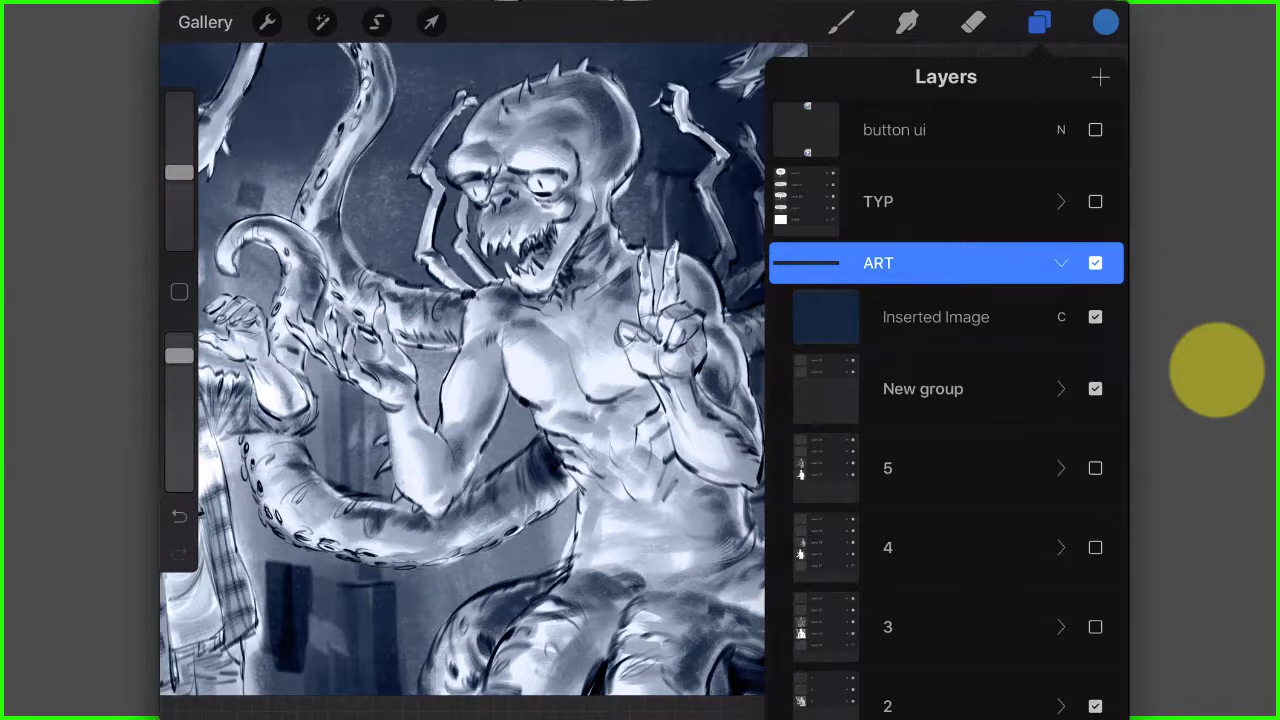 Gallery
Layers
button ui N
TYP
ART
Inserted Image C
New group
5
4
3
2